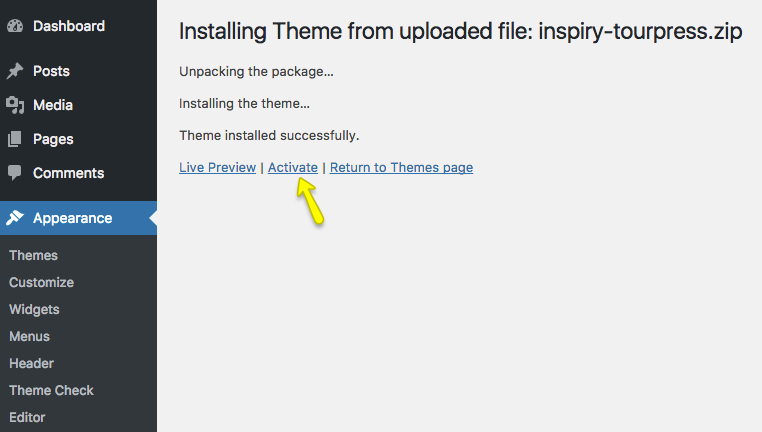 Dashboard
Posts
Media
Pages
Comments
Appearance
Themes
Customize
Widgets
Menus
Header
Theme Check
Editor
Installing Theme from uploaded file: inspiry-tourpress.zip
Unpacking the package...
Installing the theme...
Theme installed successfully.
Live Preview | Activate | Return to Themes page